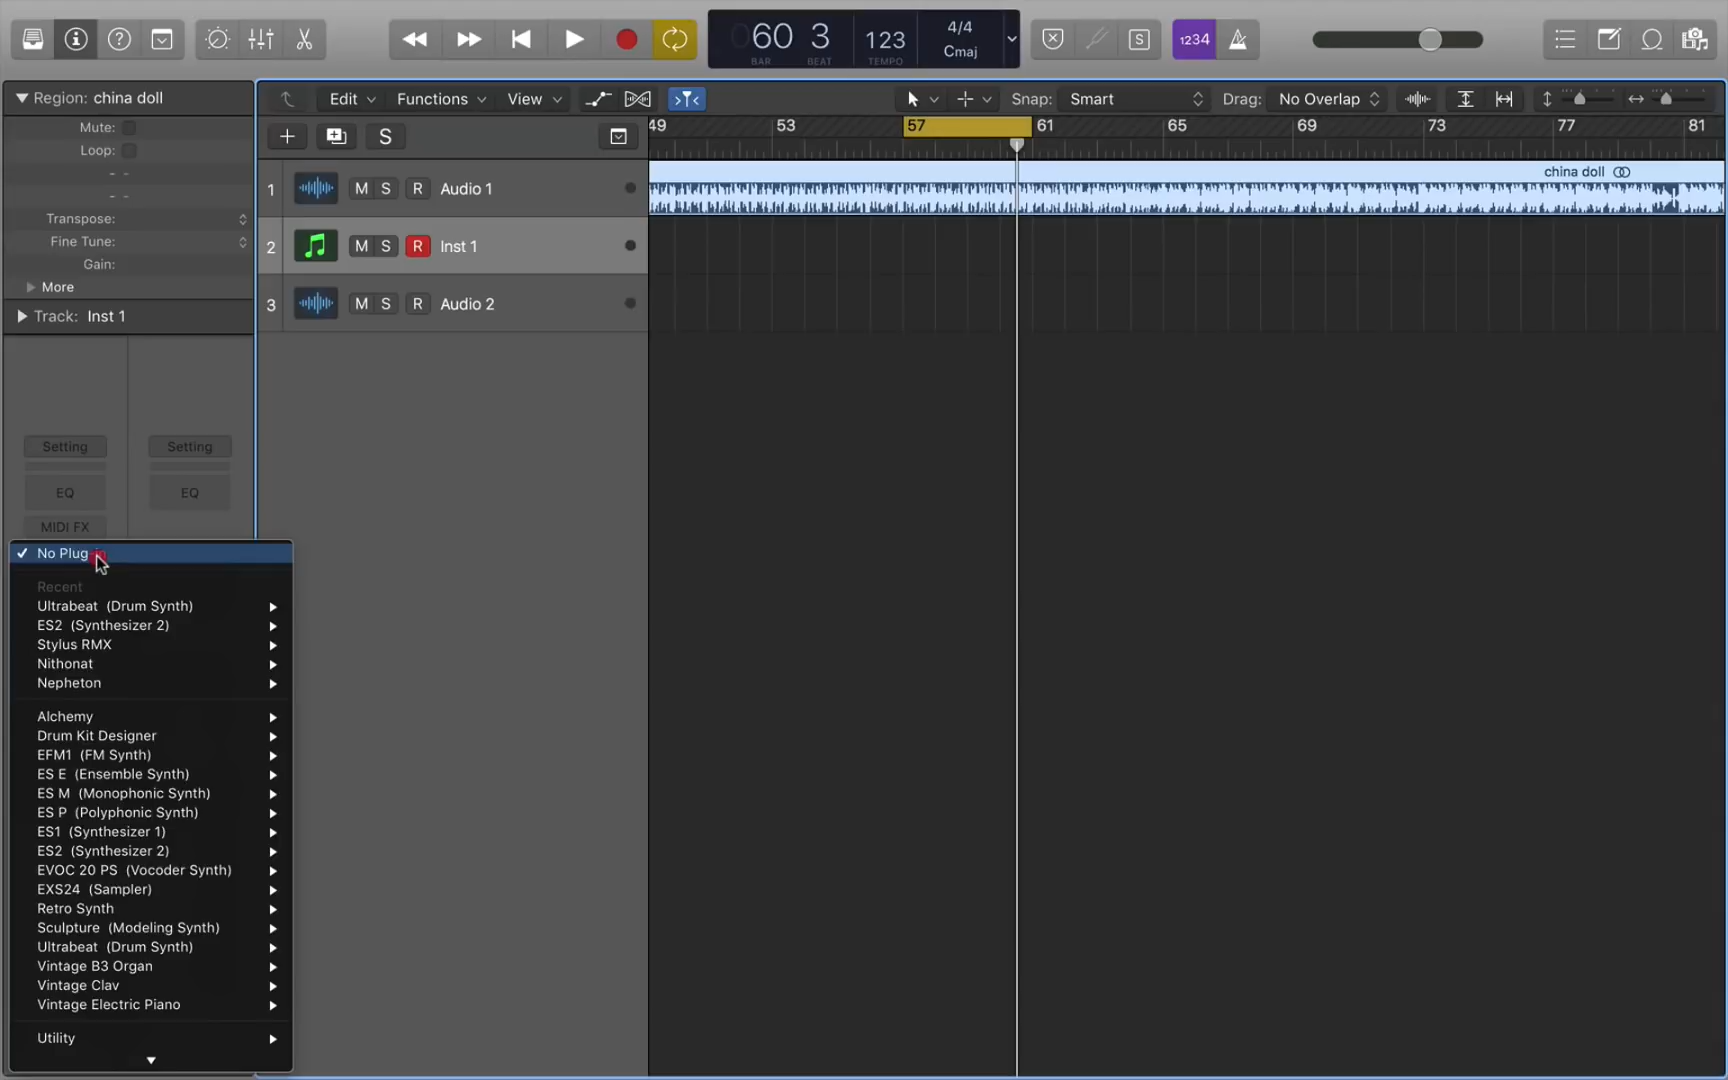 60 3 123 4/4
Cmaj
BAR BEAT TEMPO
1234
Region: china doll
Edit Functions View Snap: Smart Drag: No Overlap
Mute:
Loop:
Transpose:
Fine Tune:
Gain:
More
Track: Inst 1
S
49 53 57 61 65 69 73 77 81
china doll
1 M S R Audio 1
2 M S R Inst 1
3 M S R Audio 2
Setting Setting
EQ EQ
MIDI FX
No Plug-in
Recent
Ultrabeat (Drum Synth)
ES2 (Synthesizer 2)
Stylus RMX
Nithonat
Nepheton
Alchemy
Drum Kit Designer
EFM1 (FM Synth)
ES E (Ensemble Synth)
ES M (Monophonic Synth)
ES P (Polyphonic Synth)
ES1 (Synthesizer 1)
ES2 (Synthesizer 2)
EVOC 20 PS (Vocoder Synth)
EXS24 (Sampler)
Retro Synth
Sculpture (Modeling Synth)
Ultrabeat (Drum Synth)
Vintage B3 Organ
Vintage Clav
Vintage Electric Piano
Utility